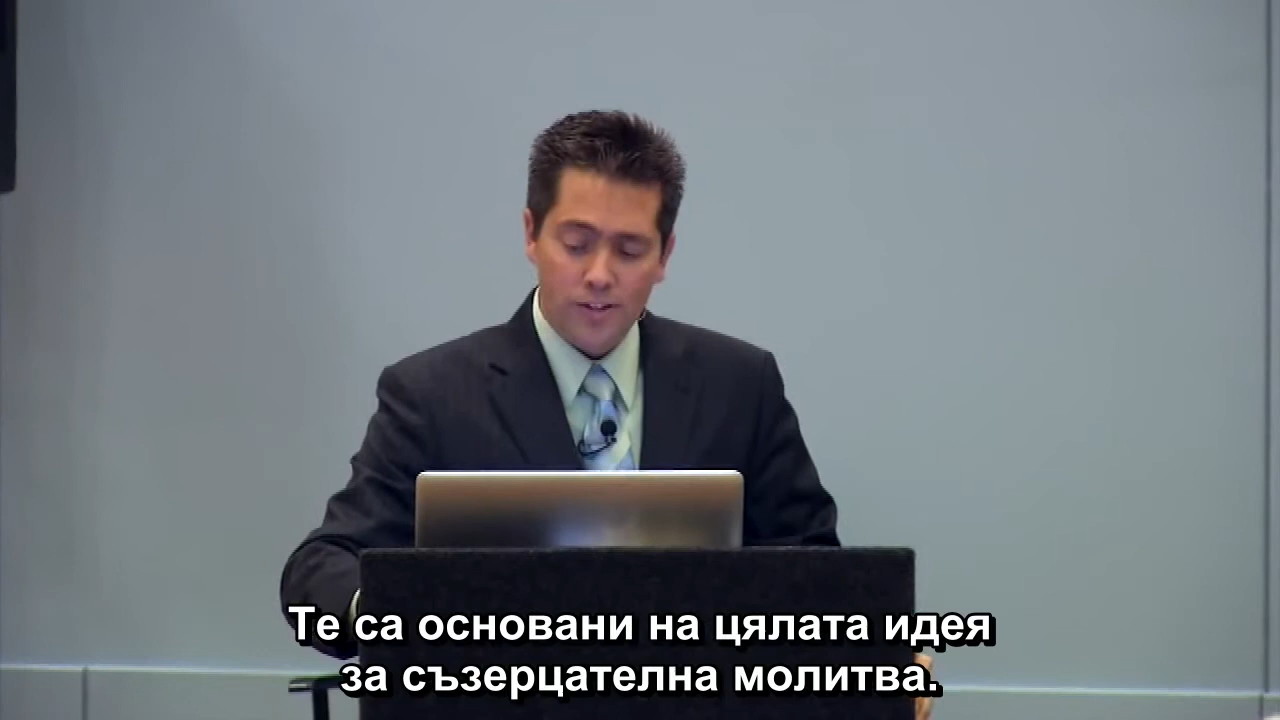 Те са основани на цялата идея
за съзерцателна молитва.